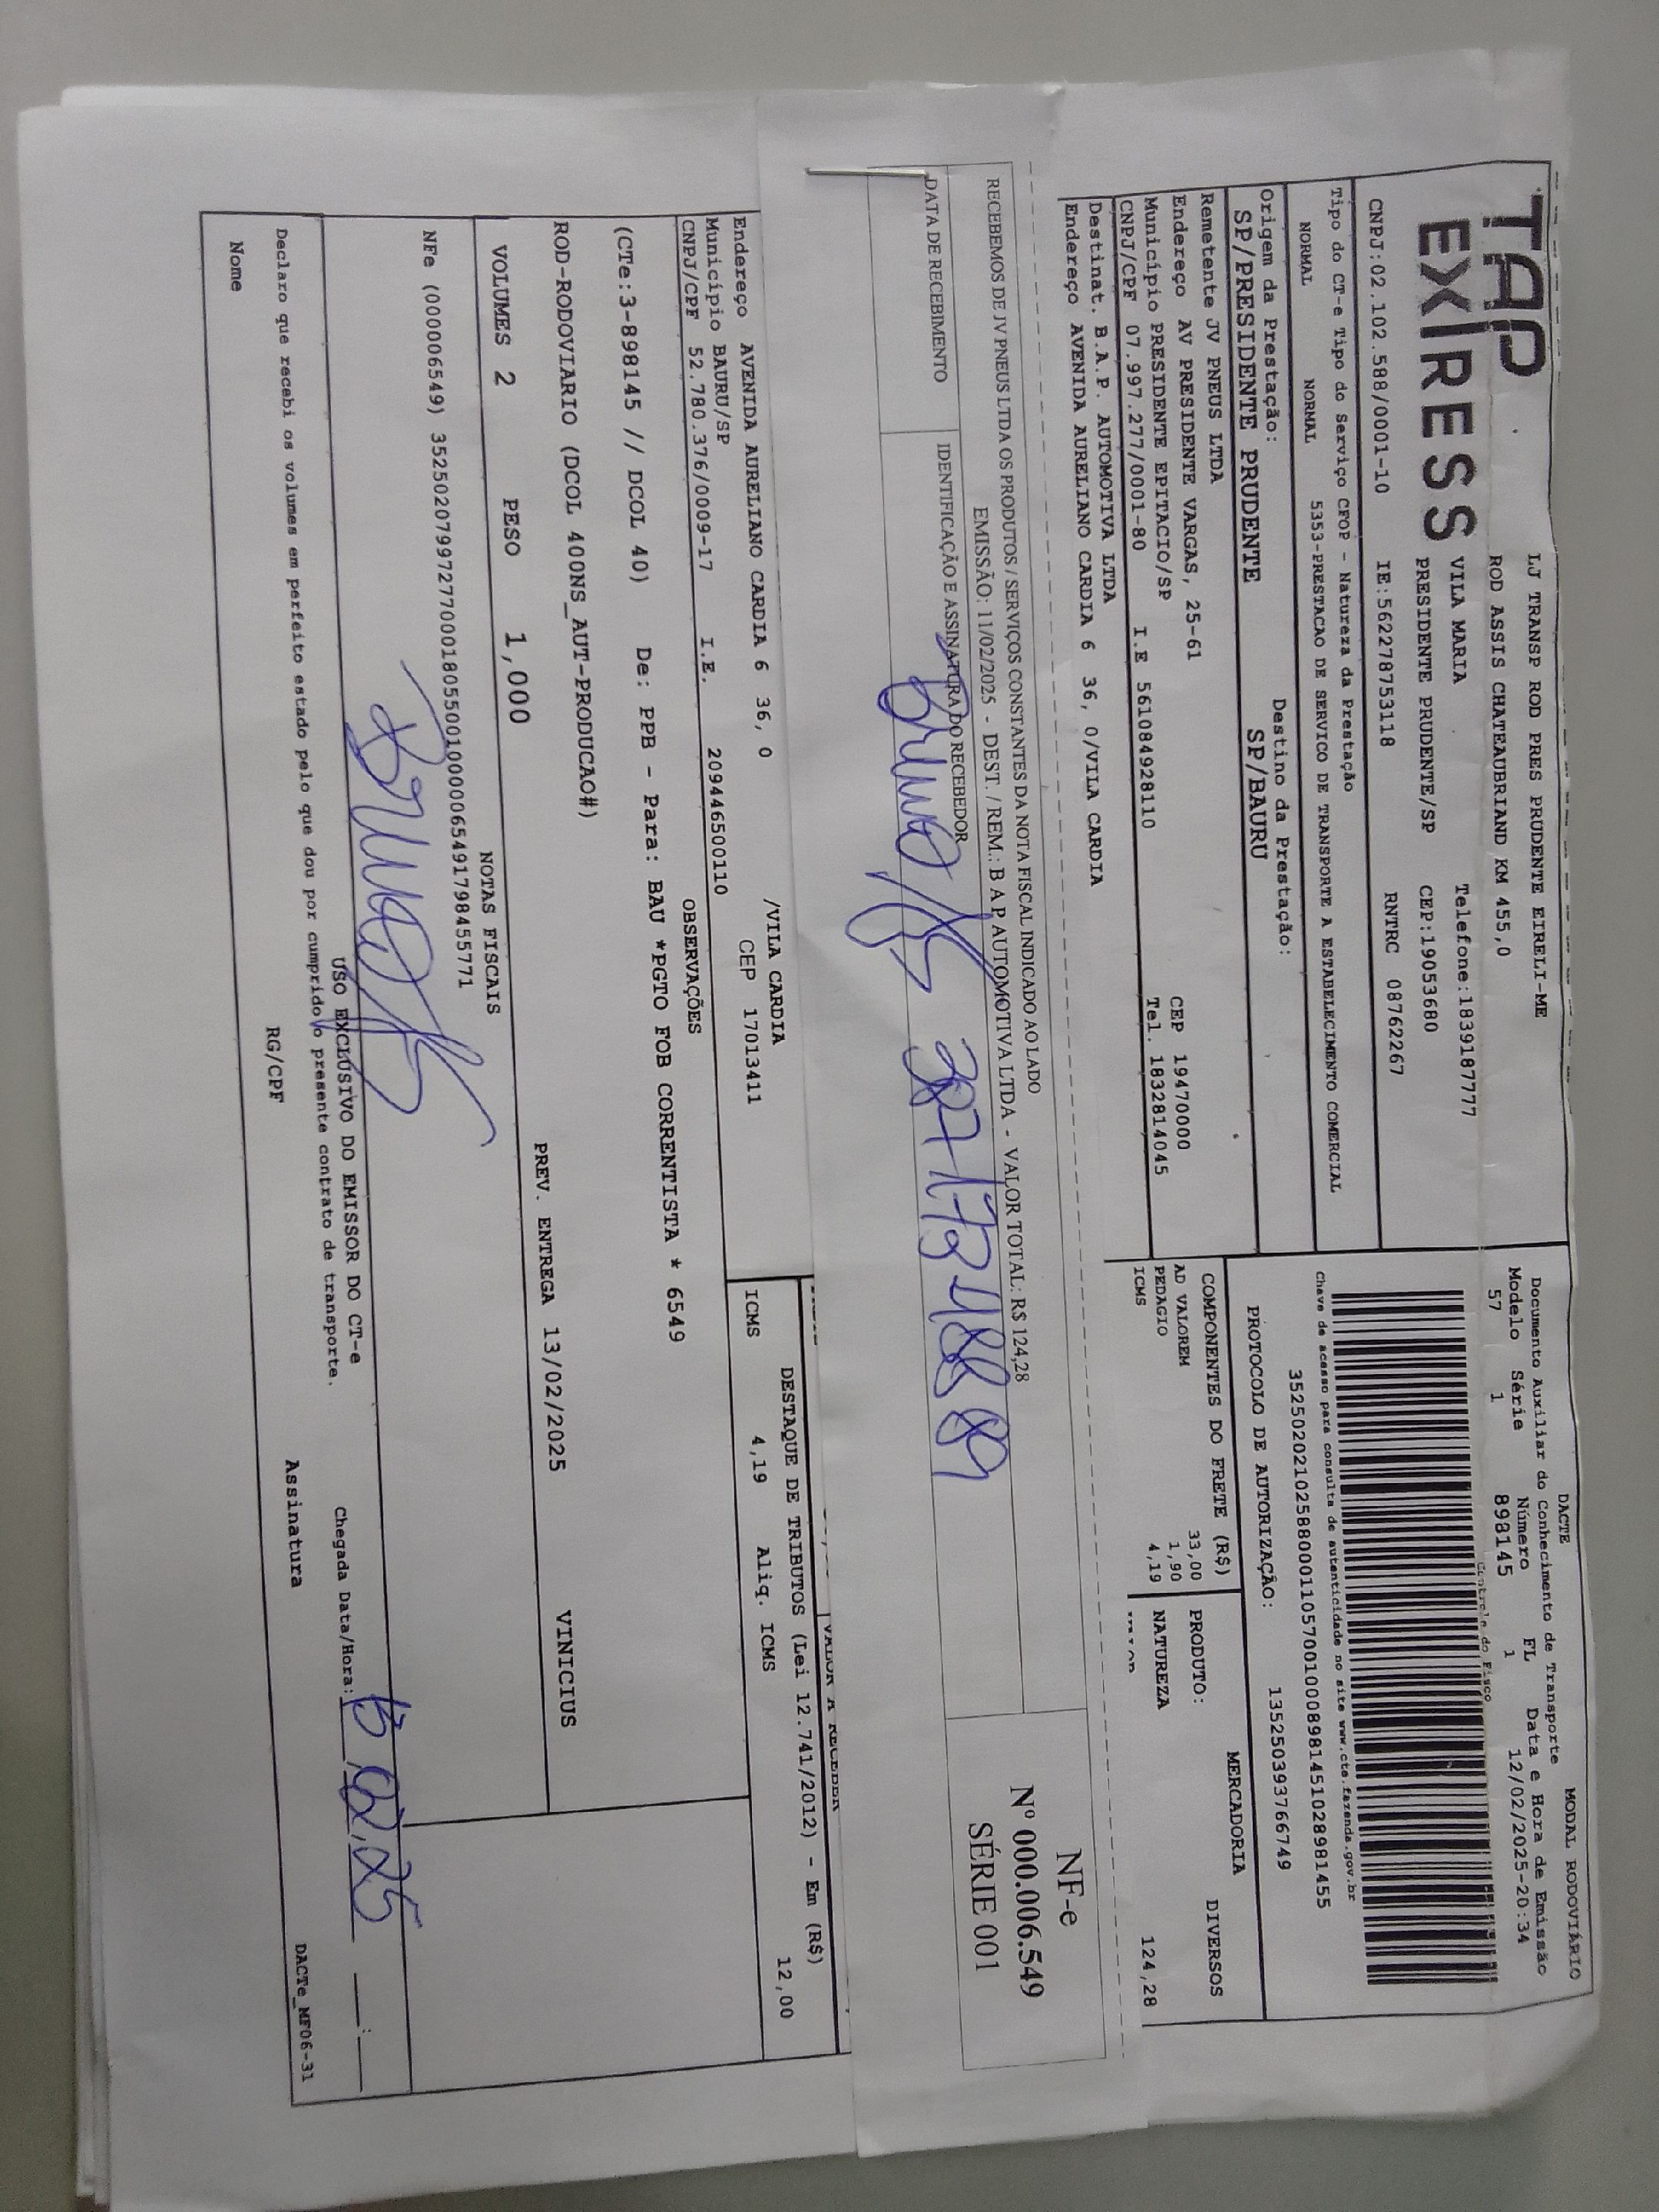 TAP EXPRESS
LJ TRANSP ROD PRES PRUDENTE EIRELI-ME
ROD ASSIS CHATEAUBRIAND KM 455,0
VILA MARIA Telefone:1839187777
PRESIDENTE PRUDENTE/SP CEP:19053680
CNPJ:02.102.588/0001-10 IE:562278753118 RNTRC 08762267
Tipo do CT-e Tipo do Serviço CFOP - Natureza da Prestação
NORMAL NORMAL 5353-PRESTACAO DE SERVICO DE TRANSPORTE A ESTABELECIMENTO COMERCIAL
Origem da Prestação: Destino da Prestação:
SP/PRESIDENTE PRUDENTE SP/BAURU
Remetente JV PNEUS LTDA
Endereço AV PRESIDENTE VARGAS, 25-61 CEP 19470000
Município PRESIDENTE EPITACIO/SP Tel. 1832814045
CNPJ/CPF 07.997.277/0001-80 I.E 561084928110
Destinat. B.A.P. AUTOMOTIVA LTDA
Endereço AVENIDA AURELIANO CARDIA 6 36, 0/VILA CARDIA
DACTE MODAL RODOVIÁRIO
Documento Auxiliar do Conhecimento de Transporte
Modelo Série Número FL Data e Hora de Emissão
57 1 898145 1 12/02/2025-20:34
Controle do Fisco
Chave de acesso para consulta de autenticidade no site www.cte.fazenda.gov.br
35250202102588000110570010008981451028981455
PROTOCOLO DE AUTORIZAÇÃO: 135250393766749
COMPONENTES DO FRETE (R$) MERCADORIA
AD VALOREM 33,00 PRODUTO: DIVERSOS
PEDAGIO 1,90 NATUREZA
ICMS 4,19 124,28
RECEBEMOS DE JV PNEUS LTDA OS PRODUTOS / SERVIÇOS CONSTANTES DA NOTA FISCAL INDICADO AO LADO
EMISSÃO: 11/02/2025 - DEST. / REM.: B A P AUTOMOTIVA LTDA - VALOR TOTAL: R$ 124,28
DATA DE RECEBIMENTO IDENTIFICAÇÃO E ASSINATURA DO RECEBEDOR
Bruno
NF-e
Nº 000.006.549
SÉRIE 001
VALOR A RECEBER
Endereço AVENIDA AURELIANO CARDIA 6 36, 0 /VILA CARDIA
Município BAURU/SP CEP 17013411
CNPJ/CPF 52.780.376/0009-17 I.E. 209446500110
DESTAQUE DE TRIBUTOS (Lei 12.741/2012) - Em (R$)
ICMS 4,19 Aliq. ICMS 12,00
OBSERVAÇÕES
(CTe:3-898145 // DCOL 40) De: PPB - Para: BAU *PGTO FOB CORRENTISTA * 6549
ROD-RODOVIARIO (DCOL 400NS_AUT-PRODUCAO#)
VINICIUS
VOLUMES 2 PESO 1,000 PREV. ENTREGA 13/02/2025
NOTAS FISCAIS
NFe (000006549) 35250207997277000180550010000065491798455771
Bruno
USO EXCLUSIVO DO EMISSOR DO CT-e
Declaro que recebi os volumes em perfeito estado pelo que dou por cumprido o presente contrato de transporte.
Chegada Data/Hora: 13,02,25 __:__
Nome RG/CPF Assinatura
DACTe_MF06-31